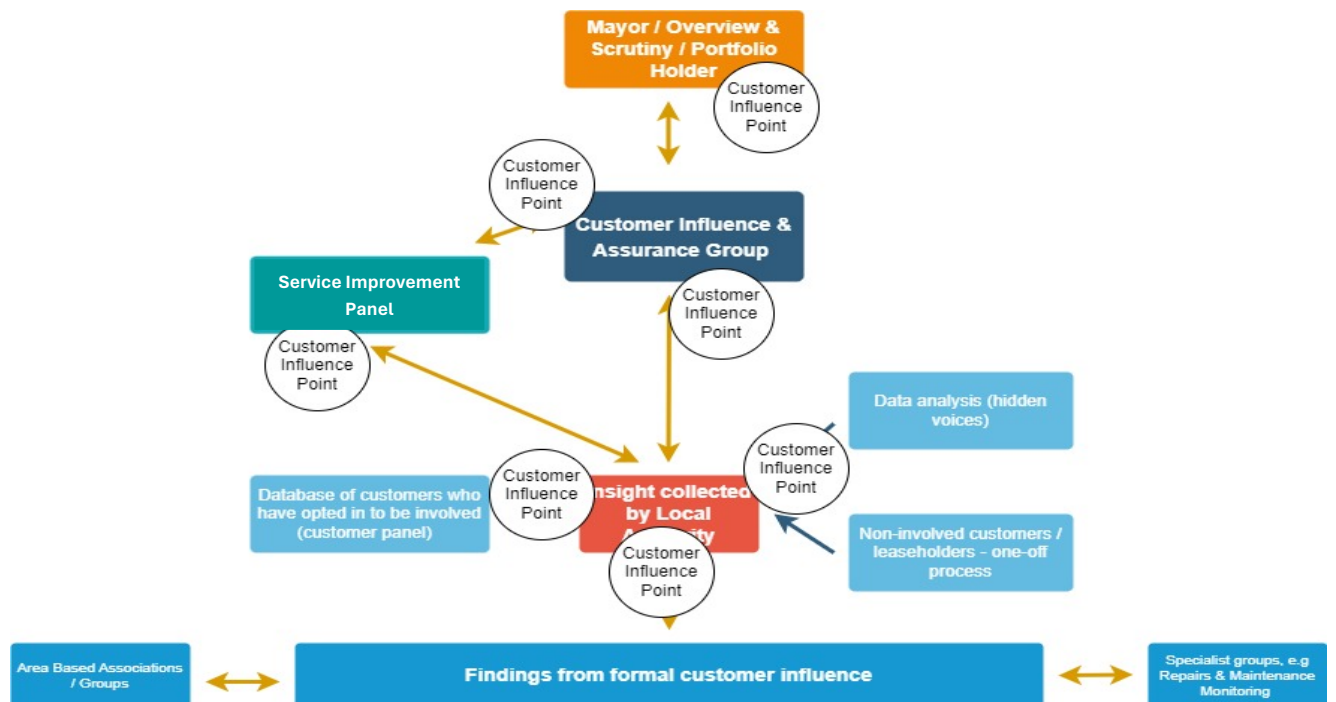 Mayor / Overview &
Scrutiny / Portfolio
Holder
Customer
Influence
Point
Customer
Influence
Point
Customer Influence &
Assurance Group
Service Improvement
Panel
Customer
Influence
Point
Customer
Influence
Point
Data analysis (hidden
voices)
Customer
Influence
Point
Customer
Influence
Point
Database of customers who
have opted in to be involved
(customer panel)
nsight collected
by Local
Customer
Influence
Point
Non-involved customers /
leaseholders - one-off
process
Area Based Associations
/ Groups
Findings from formal customer influence
Specialist groups, e.g
Repairs & Maintenance
Monitoring